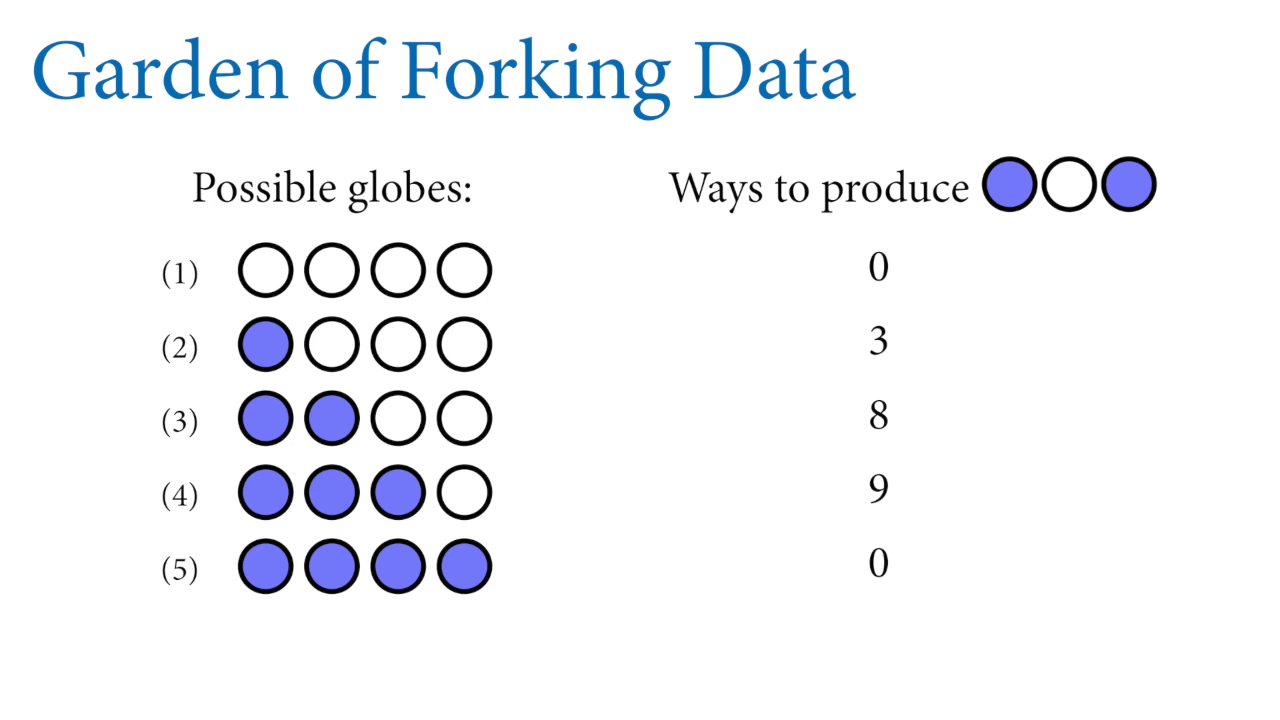 Garden of Forking Data
Possible globes:
Ways to produce
(1) 0
(2) 3
(3) 8
(4) 9
(5) 0